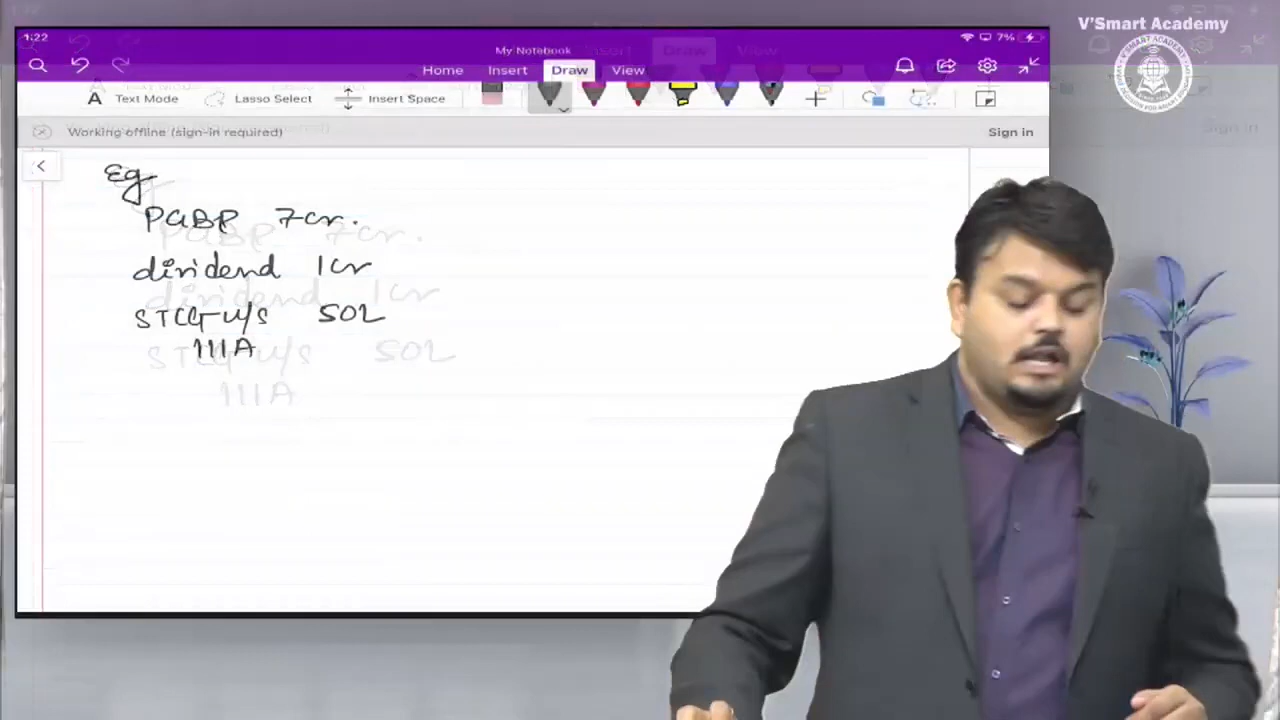 V'Smart Academy
1:22
7%
My Notebook
Home Insert Draw View
Text Mode Lasso Select Insert Space
Working offline (sign-in required) Sign in
Eg
PGBP 7cr.
dividend 1cr
STCG u/s 50L
111A